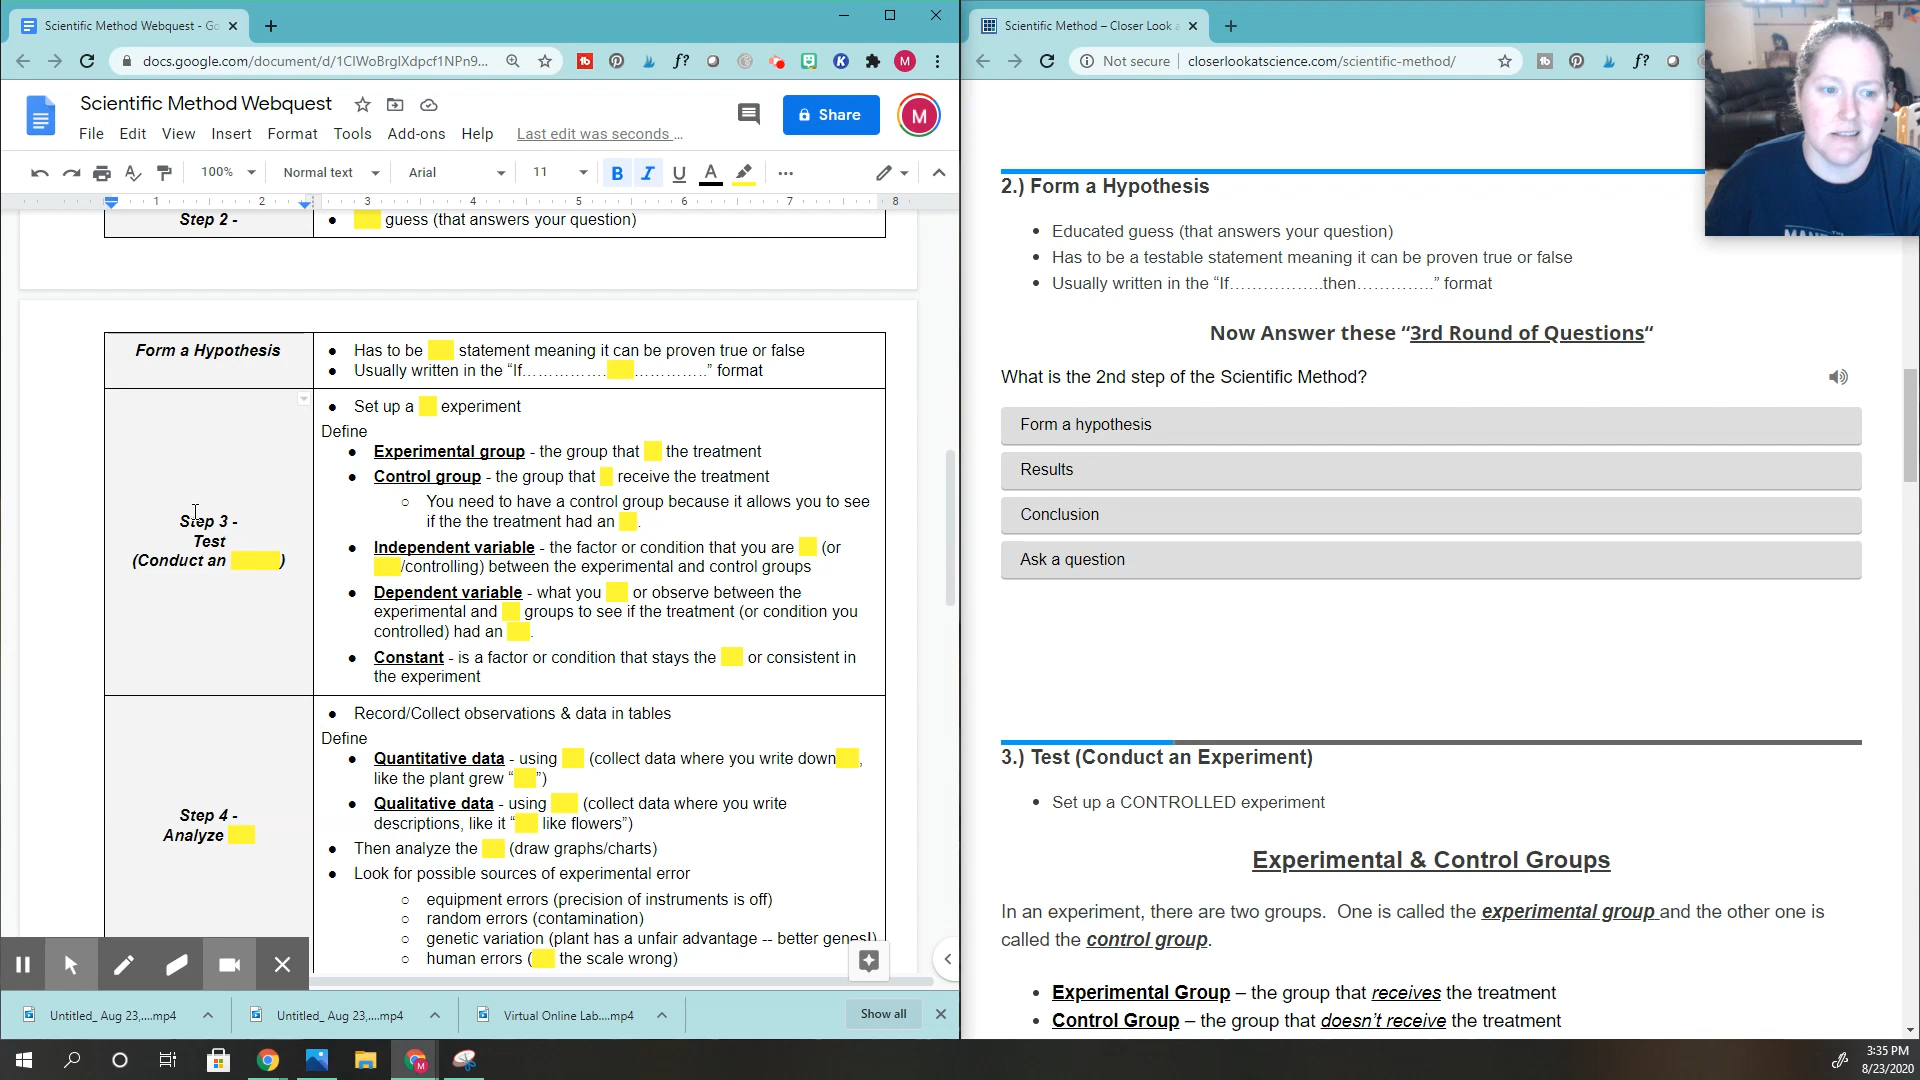 Scientific Method Webquest - Go
docs.google.com/document/d/1ClWoBrglXdpcf1NPn9...
Scientific Method Webquest
File Edit View Insert Format Tools Add-ons Help Last edit was seconds ...
Share
M
100% Normal text Arial 11 B I U A
1 2 3 4 5 6 7 8
Step 2 -
guess (that answers your question)
Form a Hypothesis
Has to be statement meaning it can be proven true or false
Usually written in the “If……………. …………..” format
Step 3 -
Test
(Conduct an )
Set up a experiment
Define
Experimental group - the group that the treatment
Control group - the group that receive the treatment
You need to have a control group because it allows you to see
if the the treatment had an .
Independent variable - the factor or condition that you are (or
/controlling) between the experimental and control groups
Dependent variable - what you or observe between the
experimental and groups to see if the treatment (or condition you
controlled) had an .
Constant - is a factor or condition that stays the or consistent in
the experiment
Step 4 -
Analyze
Record/Collect observations & data in tables
Define
Quantitative data - using (collect data where you write down ,
like the plant grew “ ”)
Qualitative data - using (collect data where you write
descriptions, like it “ like flowers”)
Then analyze the (draw graphs/charts)
Look for possible sources of experimental error
equipment errors (precision of instruments is off)
random errors (contamination)
genetic variation (plant has a unfair advantage -- better genes!)
human errors ( the scale wrong)
Untitled_ Aug 23,....mp4
Untitled_ Aug 23,....mp4
Virtual Online Lab....mp4
Show all
Scientific Method – Closer Look a
Not secure closerlookatscience.com/scientific-method/
2.) Form a Hypothesis
Educated guess (that answers your question)
Has to be a testable statement meaning it can be proven true or false
Usually written in the “If……………..then…………..” format
Now Answer these “3rd Round of Questions“
What is the 2nd step of the Scientific Method?
Form a hypothesis
Results
Conclusion
Ask a question
3.) Test (Conduct an Experiment)
Set up a CONTROLLED experiment
Experimental & Control Groups
In an experiment, there are two groups. One is called the experimental group and the other one is
called the control group.
Experimental Group – the group that receives the treatment
Control Group – the group that doesn’t receive the treatment
3:35 PM
8/23/2020